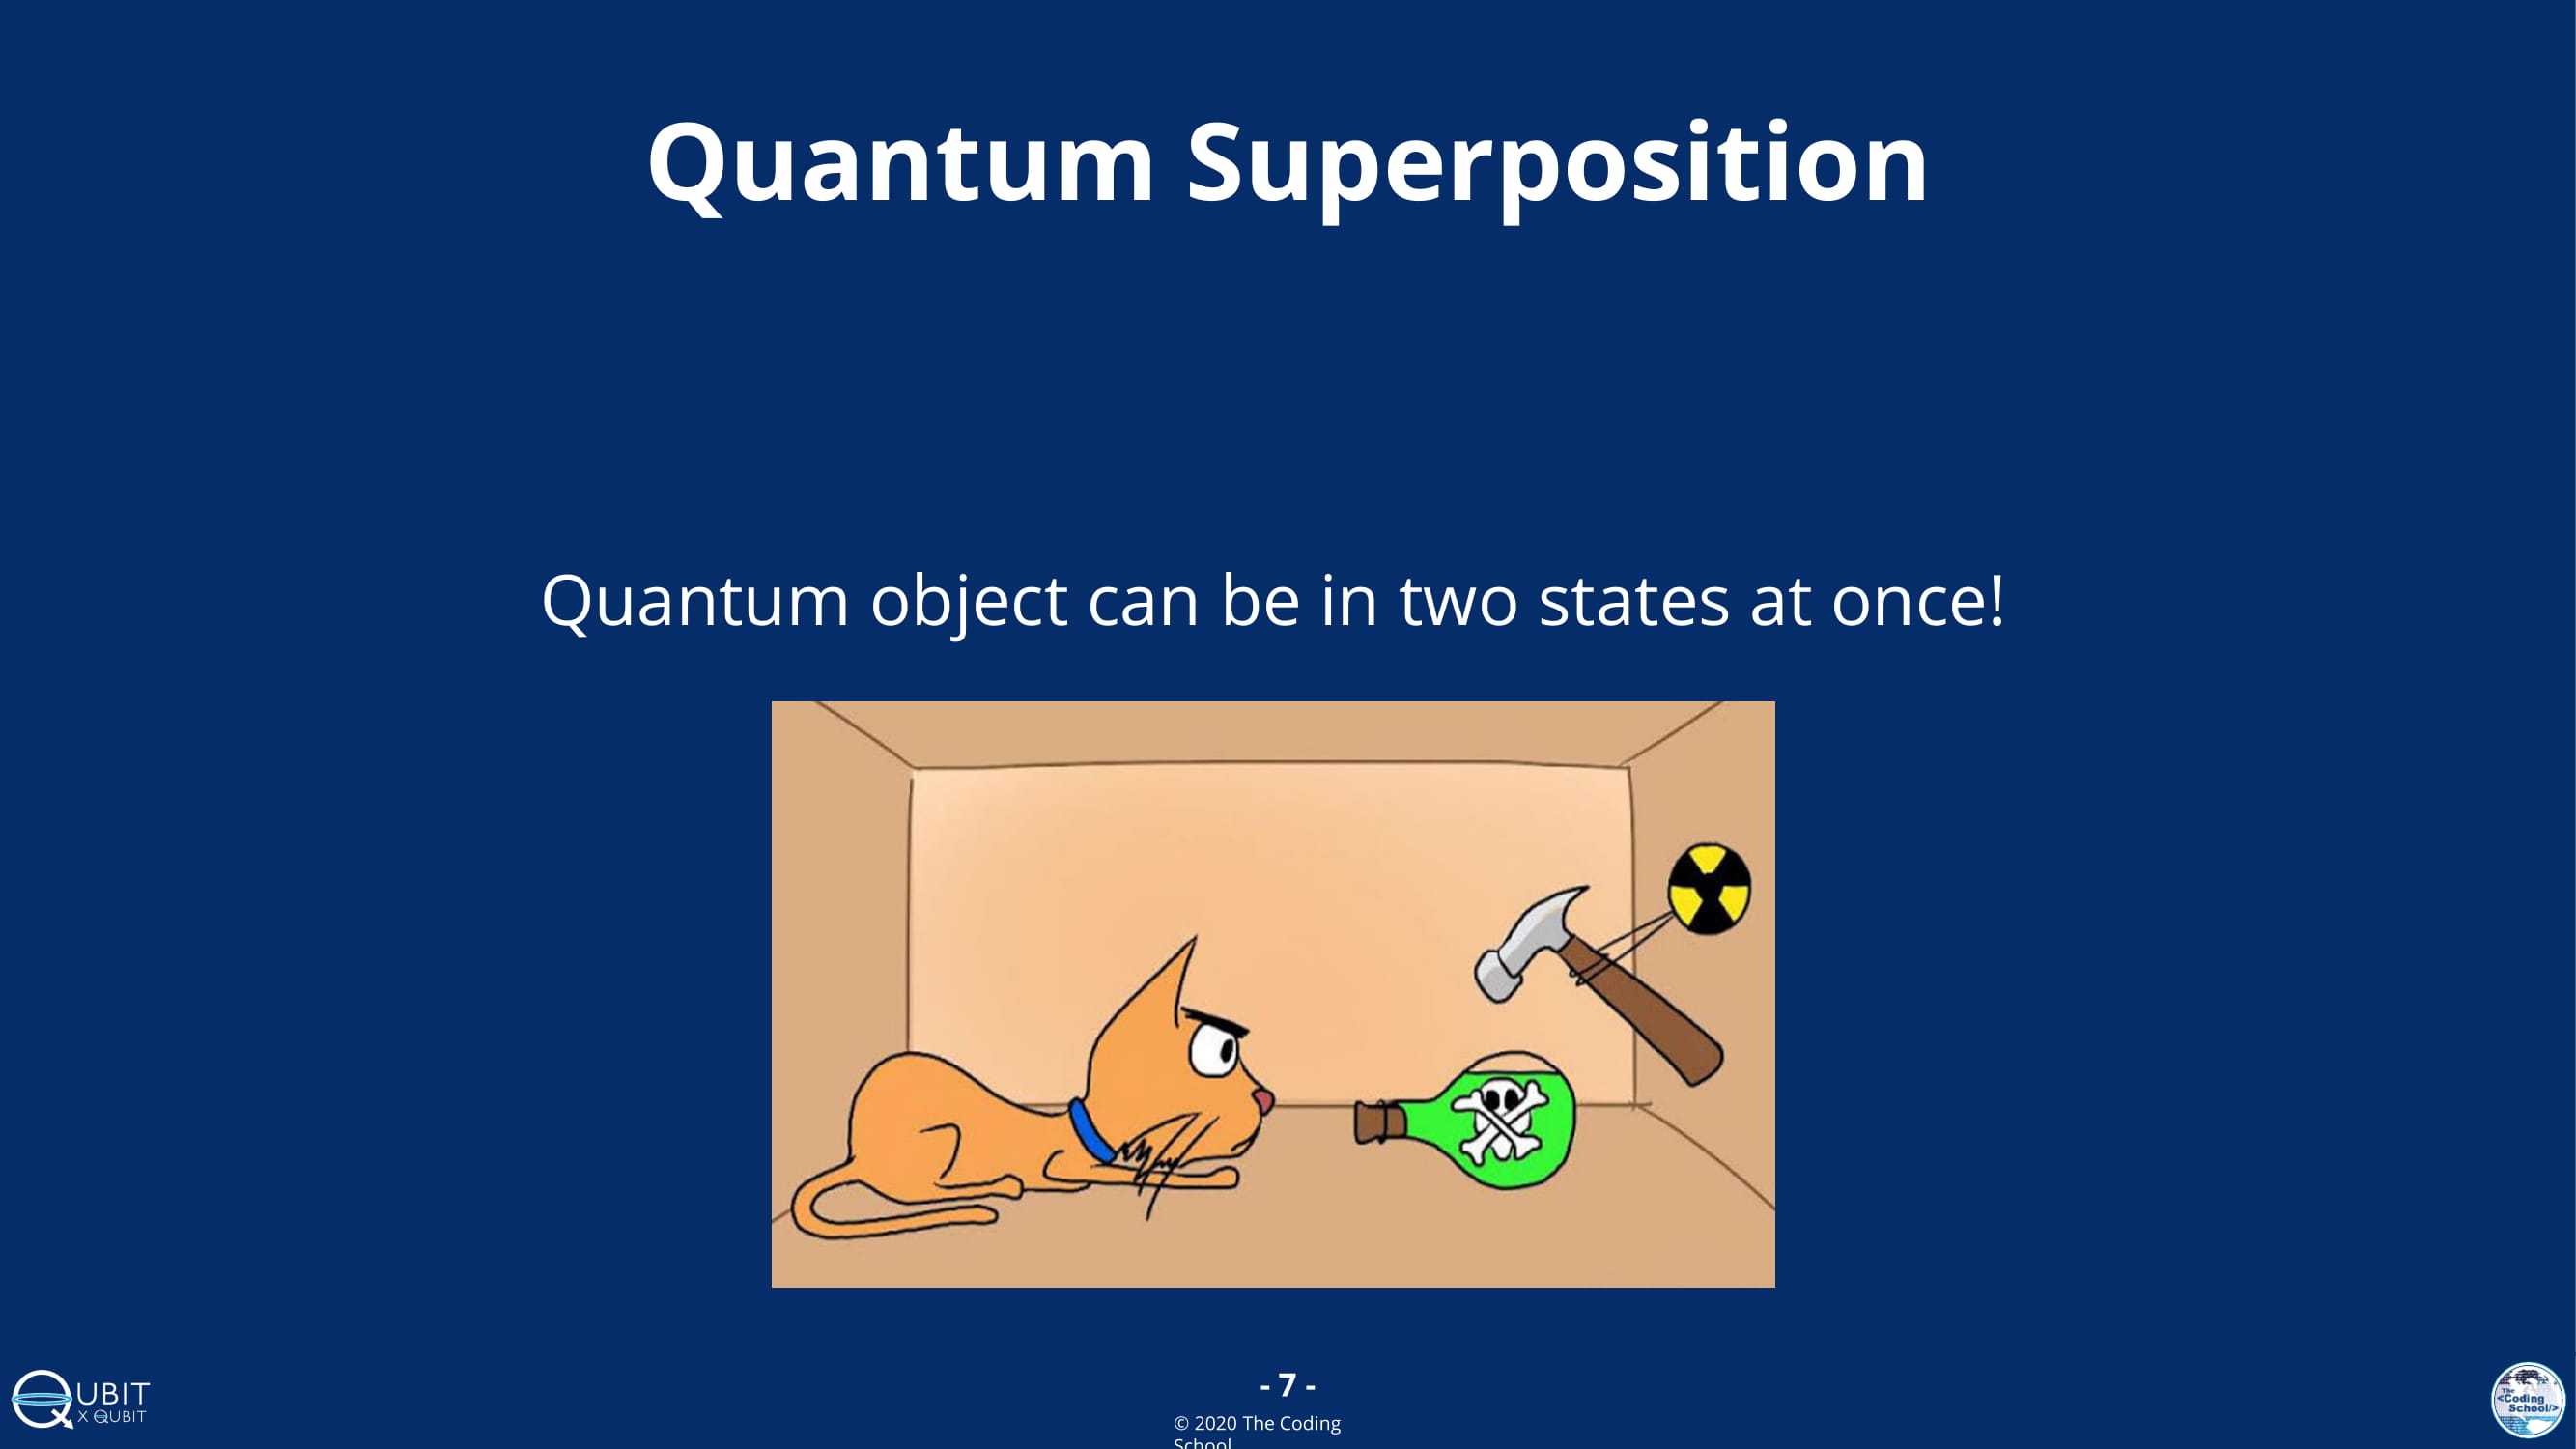 Quantum Superposition
Quantum object can be in two states at once!
QUBIT
X QUBIT
- 7 -
© 2020 The Coding
School
The
<Coding
School/>